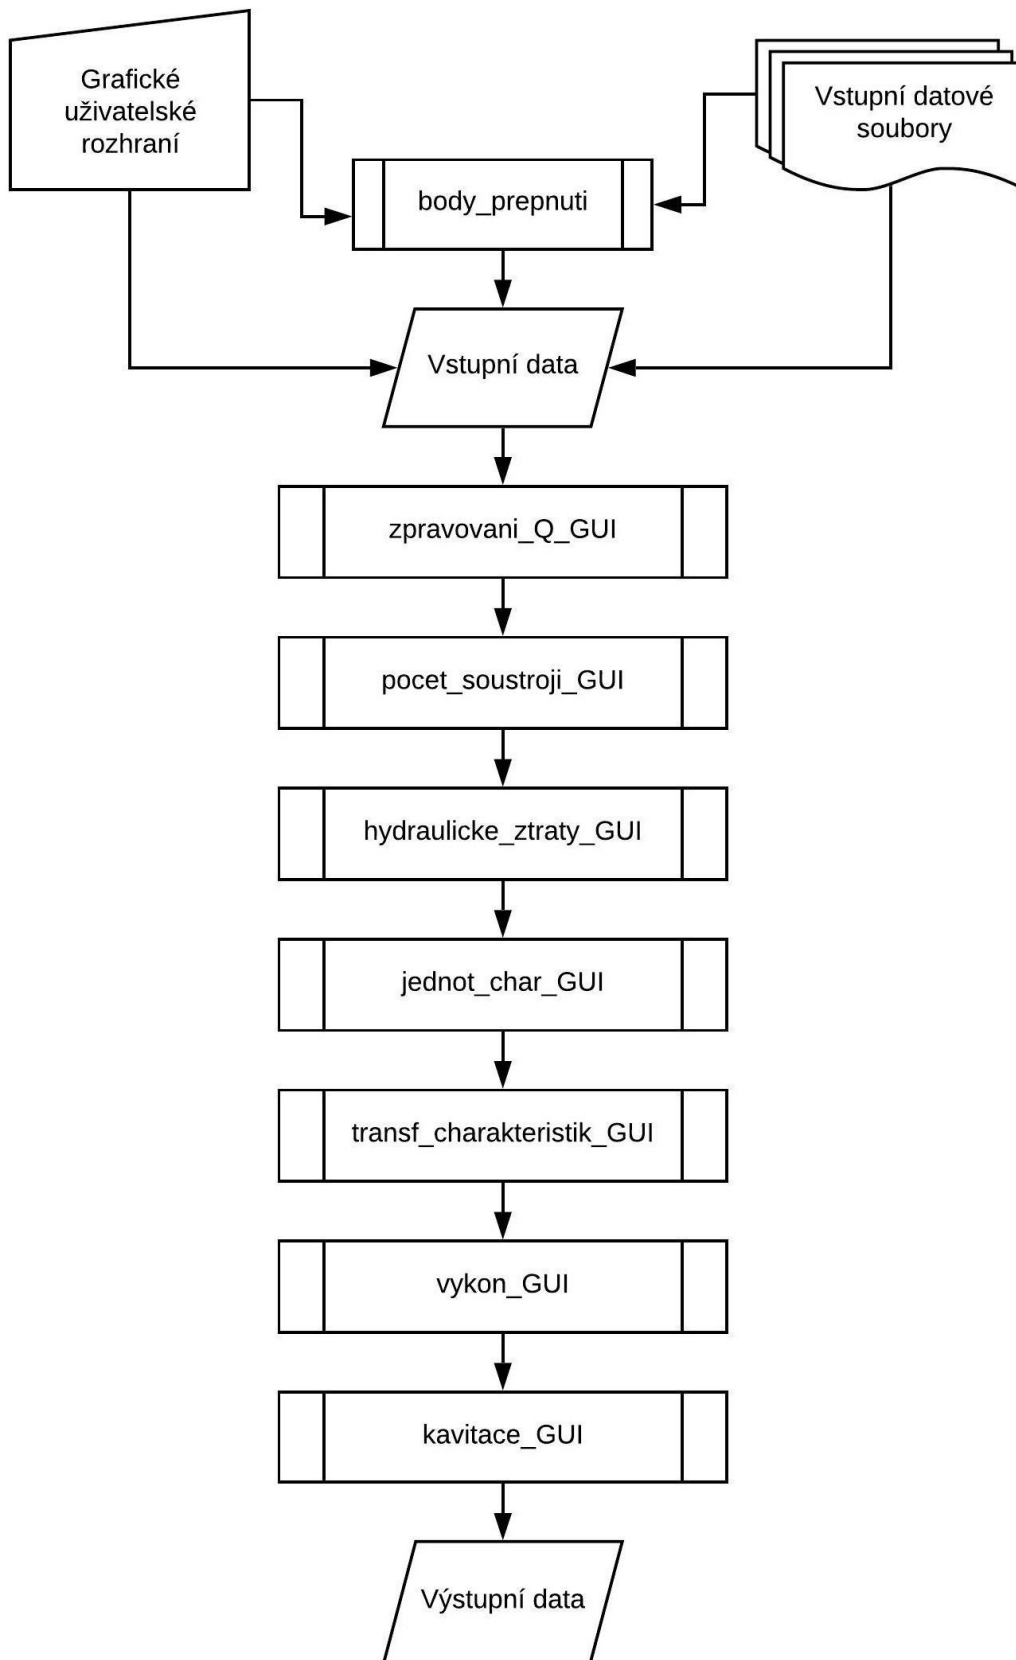 Grafické
uživatelské
rozhraní
Vstupní datové
soubory
body_prepnuti
Vstupní data
zpravovani_Q_GUI
pocet_soustroji_GUI
hydraulicke_ztraty_GUI
jednot_char_GUI
transf_charakteristik_GUI
vykon_GUI
kavitace_GUI
Výstupní data